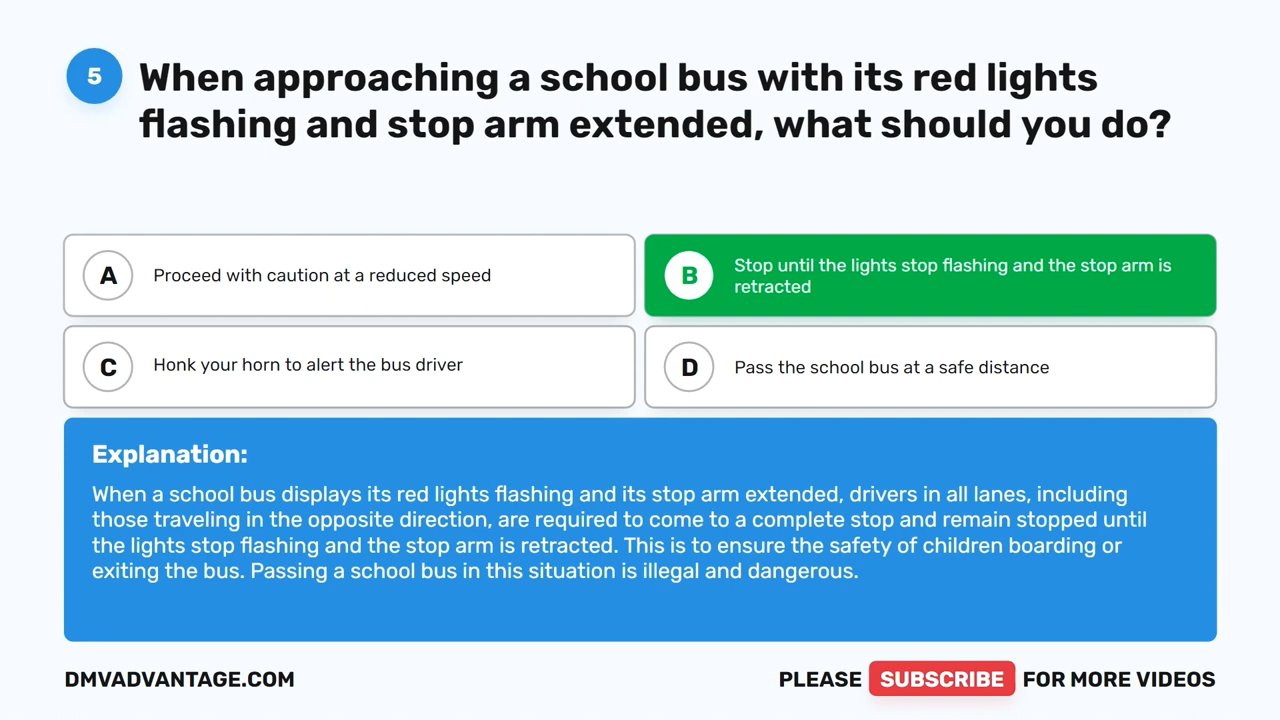 5
When approaching a school bus with its red lights
flashing and stop arm extended, what should you do?
A
Proceed with caution at a reduced speed
B
Stop until the lights stop flashing and the stop arm is
retracted
C
Honk your horn to alert the bus driver
D
Pass the school bus at a safe distance
Explanation:
When a school bus displays its red lights flashing and its stop arm extended, drivers in all lanes, including
those traveling in the opposite direction, are required to come to a complete stop and remain stopped until
the lights stop flashing and the stop arm is retracted. This is to ensure the safety of children boarding or
exiting the bus. Passing a school bus in this situation is illegal and dangerous.
DMVADVANTAGE.COM
PLEASE SUBSCRIBE FOR MORE VIDEOS